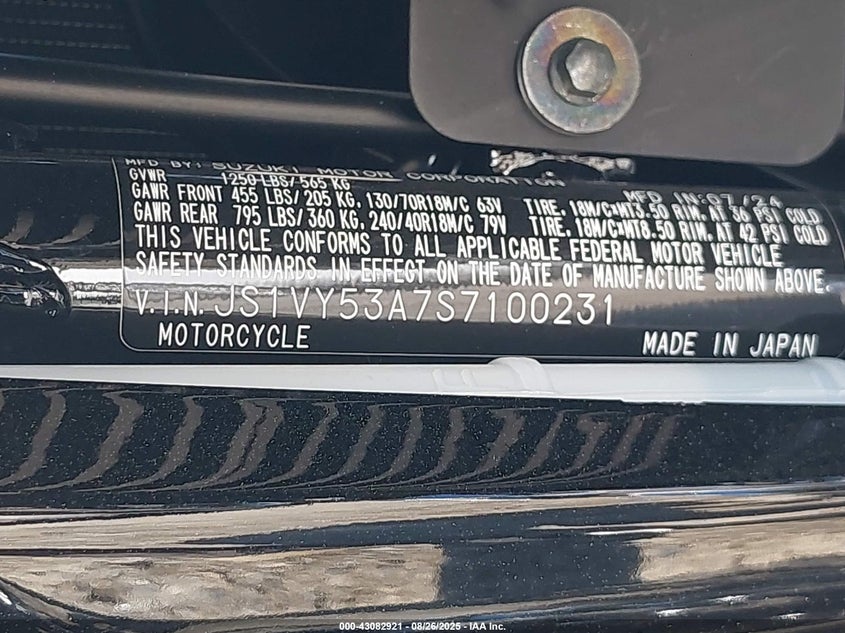 MFD BY: SUZUKI MOTOR CORPORATION
GVWR 1250 LBS/ 565 KG MFD IN:07/24
GAWR FRONT 455 LBS/ 205 KG, 130/70R18M/C 63V TIRE, 18M/C×MT3.50 RIM, AT 36 PSI COLD
GAWR REAR 795 LBS/ 360 KG, 240/40R18M/C 79V TIRE, 18M/C×MT8.50 RIM, AT 42 PSI COLD
THIS VEHICLE CONFORMS TO ALL APPLICABLE FEDERAL MOTOR VEHICLE
SAFETY STANDARDS IN EFFECT ON THE DATE OF MANUFACTURE SHOWN ABOVE.
V.I.N. JS1VY53A7S7100231
MOTORCYCLE MADE IN JAPAN
000-43082921 - 08/26/2025 - IAA Inc.